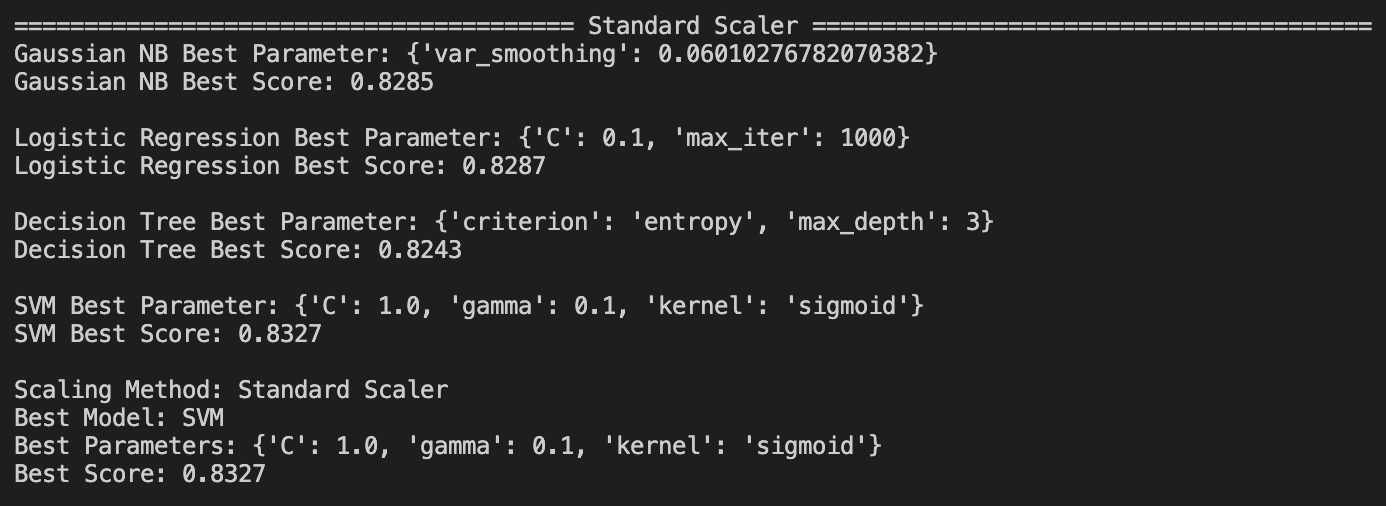 ======================================== Standard Scaler ========================================
Gaussian NB Best Parameter: {'var_smoothing': 0.06010276782070382}
Gaussian NB Best Score: 0.8285
Logistic Regression Best Parameter: {'C': 0.1, 'max_iter': 1000}
Logistic Regression Best Score: 0.8287
Decision Tree Best Parameter: {'criterion': 'entropy', 'max_depth': 3}
Decision Tree Best Score: 0.8243
SVM Best Parameter: {'C': 1.0, 'gamma': 0.1, 'kernel': 'sigmoid'}
SVM Best Score: 0.8327
Scaling Method: Standard Scaler
Best Model: SVM
Best Parameters: {'C': 1.0, 'gamma': 0.1, 'kernel': 'sigmoid'}
Best Score: 0.8327